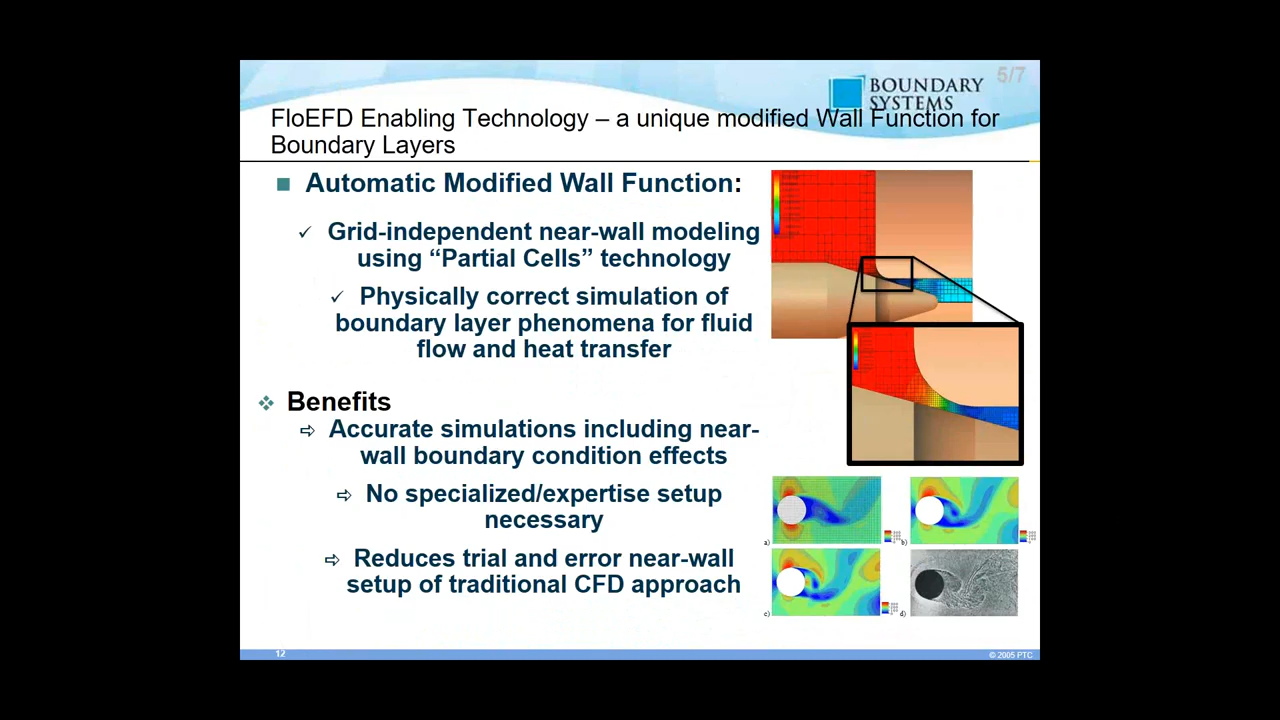 5/7
BOUNDARY
SYSTEMS
FloEFD Enabling Technology – a unique modified Wall Function for
Boundary Layers
Automatic Modified Wall Function:
Grid-independent near-wall modeling
using “Partial Cells” technology
Physically correct simulation of
boundary layer phenomena for fluid
flow and heat transfer
Benefits
Accurate simulations including near-
wall boundary condition effects
No specialized/expertise setup
necessary
Reduces trial and error near-wall
setup of traditional CFD approach
a)
b)
c)
d)
12
© 2005 PTC